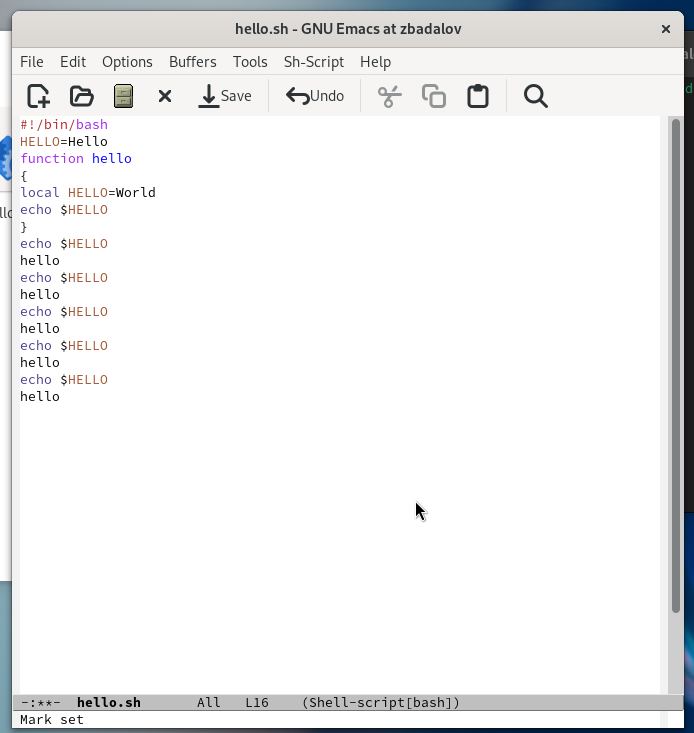 hello.sh - GNU Emacs at zbadalov
File Edit Options Buffers Tools Sh-Script Help
Save Undo
#!/bin/bash
HELLO=Hello
function hello
{
local HELLO=World
echo $HELLO
}
echo $HELLO
hello
echo $HELLO
hello
echo $HELLO
hello
echo $HELLO
hello
echo $HELLO
hello
-:**- hello.sh All L16 (Shell-script[bash])
Mark set